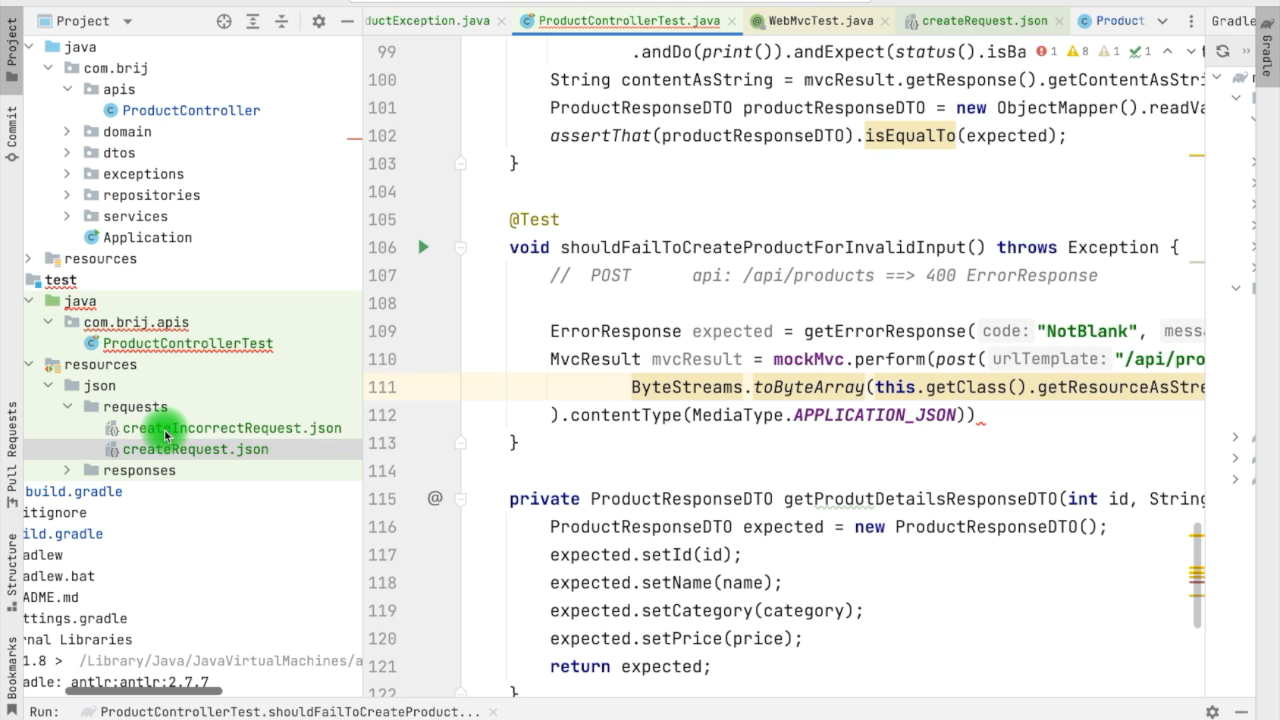 Project
ductException.java
ProductControllerTest.java
WebMvcTest.java
createRequest.json
Product
Gradle
java
com.brij
apis
ProductController
domain
dtos
exceptions
repositories
services
Application
resources
test
java
com.brij.apis
ProductControllerTest
resources
json
requests
createIncorrectRequest.json
createRequest.json
responses
build.gradle
itignore
ild.gradle
adlew
adlew.bat
ADME.md
ttings.gradle
rnal Libraries
1.8 > /Library/Java/JavaVirtualMachines/a
adle: antlr:antlr:2.7.7
Project
Commit
Pull Requests
Structure
Bookmarks
99 .andDo(print()).andExpect(status().isBa
1 8 1 1
100 String contentAsString = mvcResult.getResponse().getContentAsStri
101 ProductResponseDTO productResponseDTO = new ObjectMapper().readVa
102 assertThat(productResponseDTO).isEqualTo(expected);
103 }
104
105 @Test
106 void shouldFailToCreateProductForInvalidInput() throws Exception {
107 // POST api: /api/products ==> 400 ErrorResponse
108
109 ErrorResponse expected = getErrorResponse( code: "NotBlank", messa
110 MvcResult mvcResult = mockMvc.perform(post( urlTemplate: "/api/pro
111 ByteStreams.toByteArray(this.getClass().getResourceAsStre
112 ).contentType(MediaType.APPLICATION_JSON))
113 }
114
115 @ private ProductResponseDTO getProdutDetailsResponseDTO(int id, String
116 ProductResponseDTO expected = new ProductResponseDTO();
117 expected.setId(id);
118 expected.setName(name);
119 expected.setCategory(category);
120 expected.setPrice(price);
121 return expected;
122 }
Gradle
Run: ProductControllerTest.shouldFailToCreateProduct...